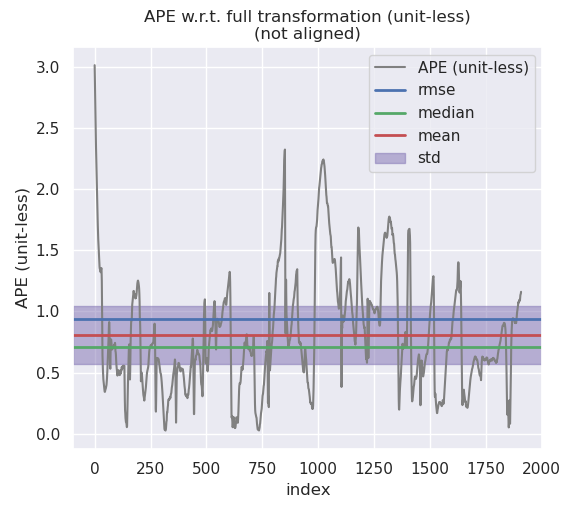 APE w.r.t. full transformation (unit-less)
(not aligned)
APE (unit-less)
3.0
2.5
2.0
1.5
1.0
0.5
0.0
APE (unit-less)
rmse
median
mean
std
0 250 500 750 1000 1250 1500 1750 2000
index